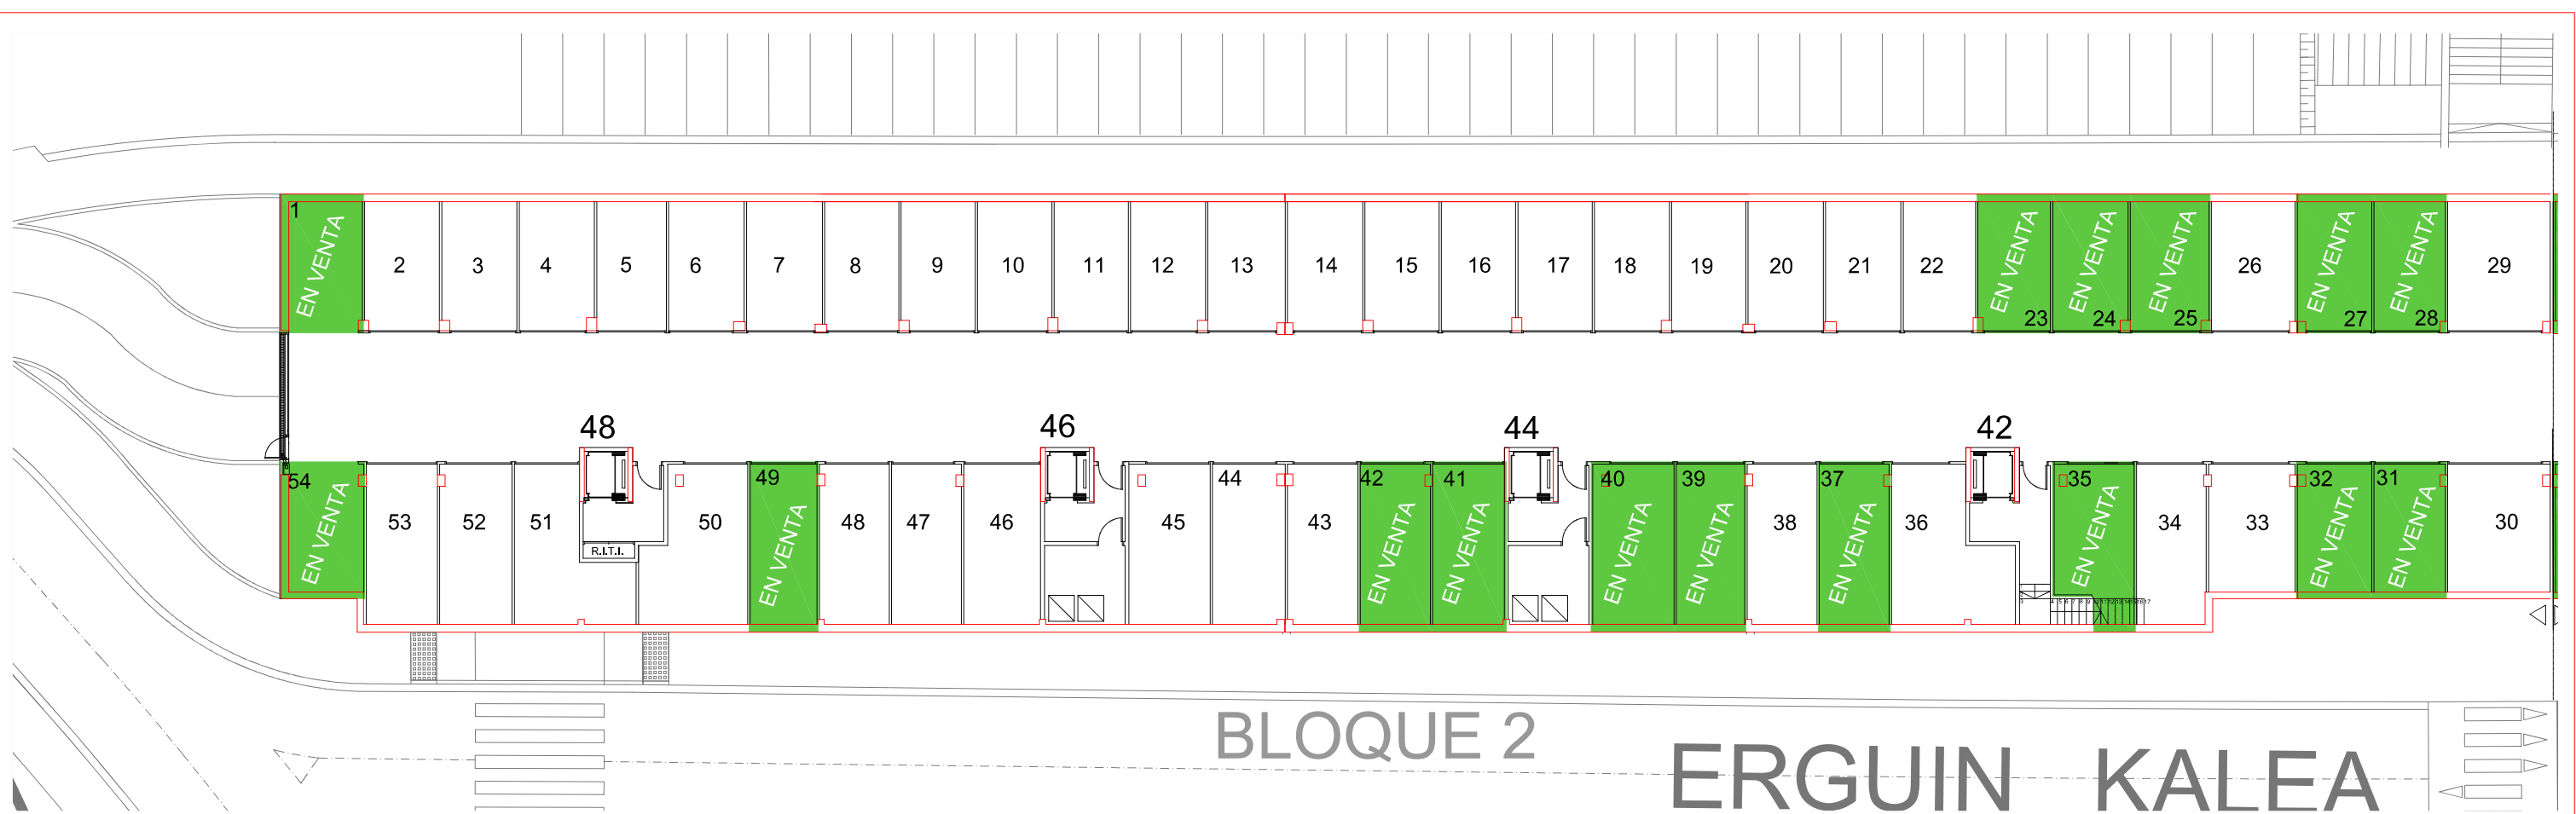 1 EN VENTA
2 3 4 5 6 7 8 9 10 11 12 13 14 15 16 17 18 19 20 21 22
EN VENTA 23
EN VENTA 24
EN VENTA 25
26
EN VENTA 27
EN VENTA 28
29
48 46 44 42
54 EN VENTA
53 52 51
R.I.T.I.
50
49 EN VENTA
48 47 46 45 44 43
42 EN VENTA
41 EN VENTA
40 EN VENTA
39 EN VENTA
38
37 EN VENTA
36
35 EN VENTA
34 33
32 EN VENTA
31 EN VENTA
30
BLOQUE 2
ERGUIN KALEA